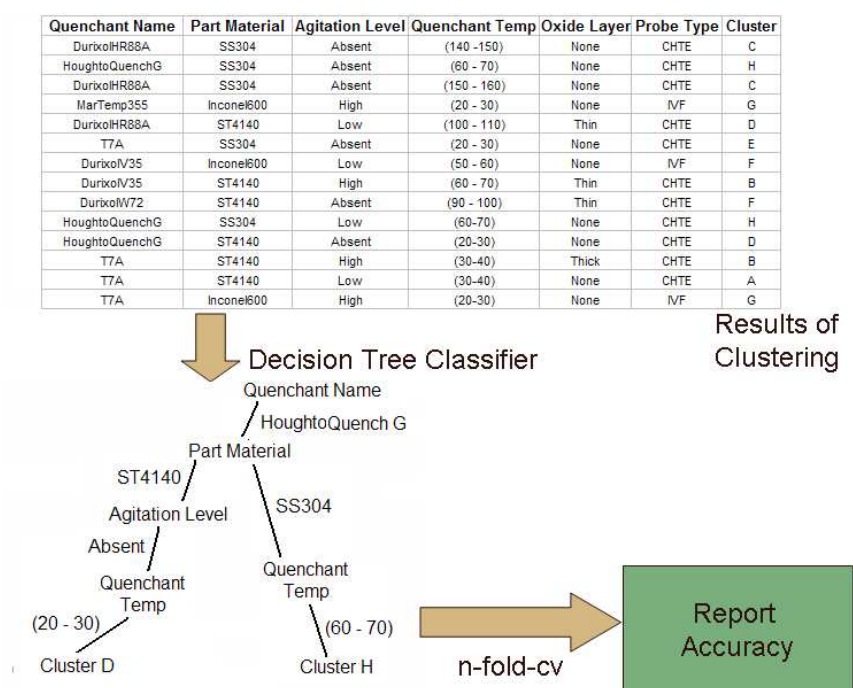 Quenchant Name Part Material Agitation Level Quenchant Temp Oxide Layer Probe Type Cluster
DurixolHR88A SS304 Absent (140 -150) None CHTE C
HoughtoQuenchG SS304 Absent (60 - 70) None CHTE H
DurixolHR88A SS304 Absent (150 - 160) None CHTE C
MarTemp355 Inconel600 High (20 - 30) None IVF G
DurixolHR88A ST4140 Low (100 - 110) Thin CHTE D
T7A SS304 Absent (20 - 30) None CHTE E
DurixolV35 Inconel600 Low (50 - 60) None IVF F
DurixolV35 ST4140 High (60 - 70) Thin CHTE B
DurixolW72 ST4140 Absent (90 - 100) Thin CHTE F
HoughtoQuenchG SS304 Low (60-70) None CHTE H
HoughtoQuenchG ST4140 Absent (20-30) None CHTE D
T7A ST4140 High (30-40) Thick CHTE B
T7A ST4140 Low (30-40) None CHTE A
T7A Inconel600 High (20-30) None IVF G
Results of
Clustering
Decision Tree Classifier
Quenchant Name
HoughtoQuench G
Part Material
ST4140
SS304
Agitation Level
Absent
Quenchant
Temp
Quenchant
Temp
(20 - 30)
(60 - 70)
Cluster D
Cluster H
n-fold-cv
Report
Accuracy